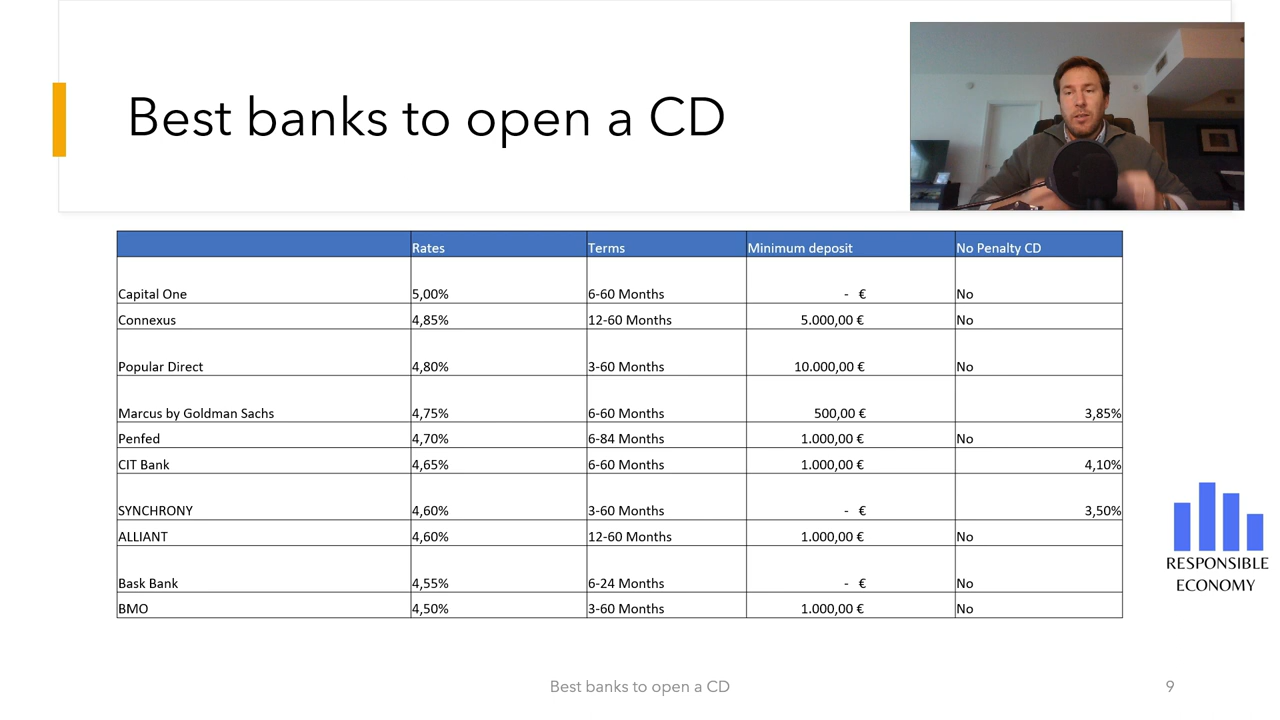 Best banks to open a CD
Rates Terms Minimum deposit No Penalty CD
Capital One 5,00% 6-60 Months - € No
Connexus 4,85% 12-60 Months 5.000,00 € No
Popular Direct 4,80% 3-60 Months 10.000,00 € No
Marcus by Goldman Sachs 4,75% 6-60 Months 500,00 € 3,85%
Penfed 4,70% 6-84 Months 1.000,00 € No
CIT Bank 4,65% 6-60 Months 1.000,00 € 4,10%
SYNCHRONY 4,60% 3-60 Months - € 3,50%
ALLIANT 4,60% 12-60 Months 1.000,00 € No
Bask Bank 4,55% 6-24 Months - € No
BMO 4,50% 3-60 Months 1.000,00 € No
RESPONSIBLE
ECONOMY
Best banks to open a CD 9